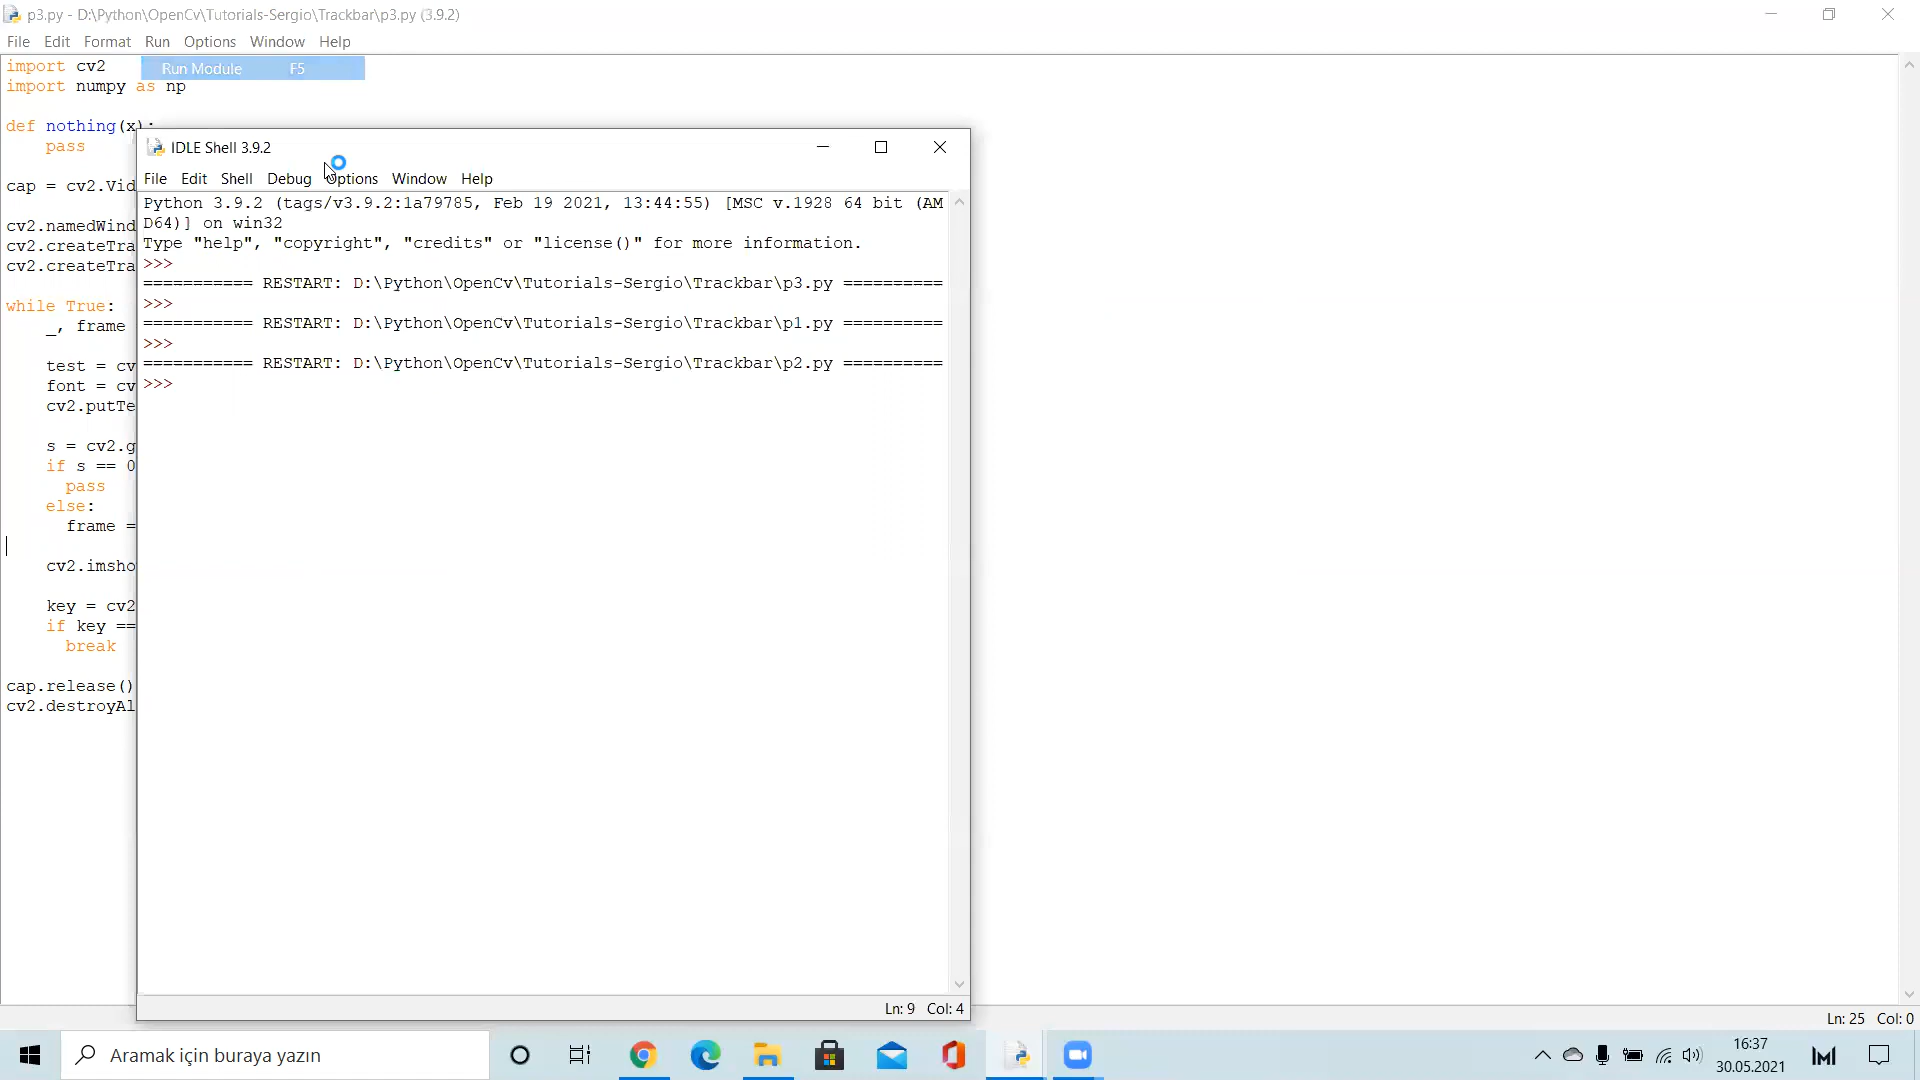 p3.py - D:\Python\OpenCv\Tutorials-Sergio\Trackbar\p3.py (3.9.2)
File Edit Format Run Options Window Help
import cv2
Run Module F5
import numpy as np
def nothing(x):
pass
cap = cv2.Vid
cv2.namedWind
cv2.createTra
cv2.createTra
while True:
_, frame
test = cv
font = cv
cv2.putTe
s = cv2.g
if s == 0
pass
else:
frame =
cv2.imsho
key = cv2
if key ==
break
cap.release()
cv2.destroyAl
IDLE Shell 3.9.2
File Edit Shell Debug Options Window Help
Python 3.9.2 (tags/v3.9.2:1a79785, Feb 19 2021, 13:44:55) [MSC v.1928 64 bit (AM
D64)] on win32
Type "help", "copyright", "credits" or "license()" for more information.
>>>
=========== RESTART: D:\Python\OpenCv\Tutorials-Sergio\Trackbar\p3.py ==========
>>>
=========== RESTART: D:\Python\OpenCv\Tutorials-Sergio\Trackbar\p1.py ==========
>>>
=========== RESTART: D:\Python\OpenCv\Tutorials-Sergio\Trackbar\p2.py ==========
>>>
Ln: 9 Col: 4
Ln: 25 Col: 0
Aramak için buraya yazın
16:37
30.05.2021